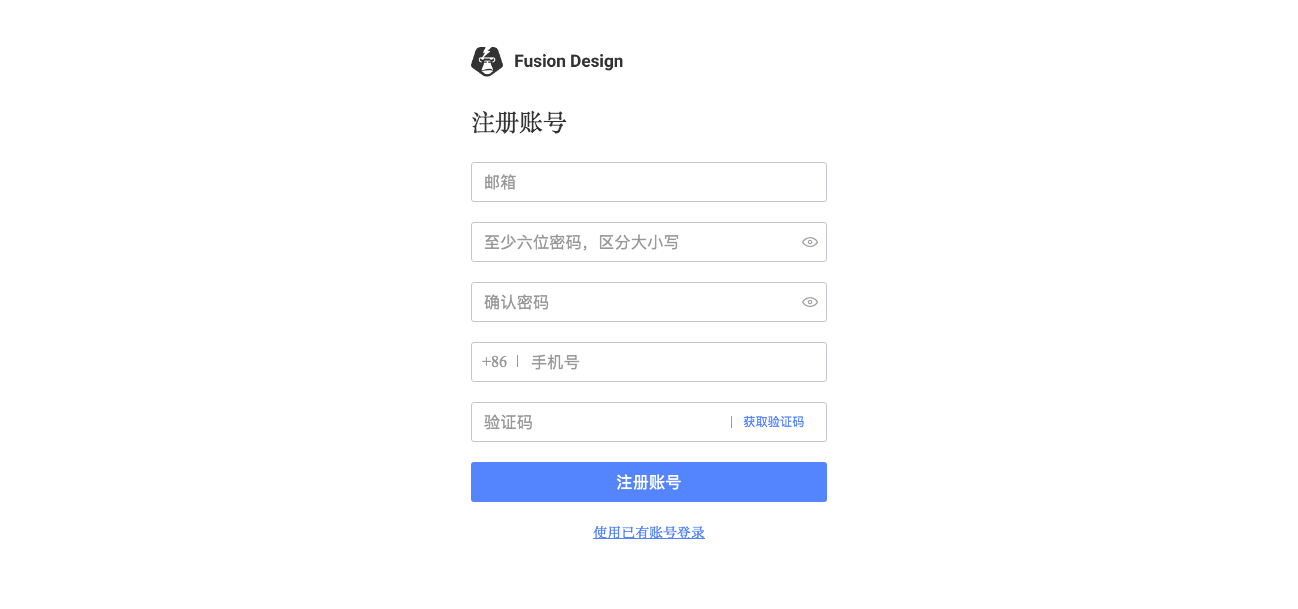 Fusion Design
注册账号
邮箱
至少六位密码，区分大小写
确认密码
+86 手机号
验证码 获取验证码
注册账号
使用已有账号登录